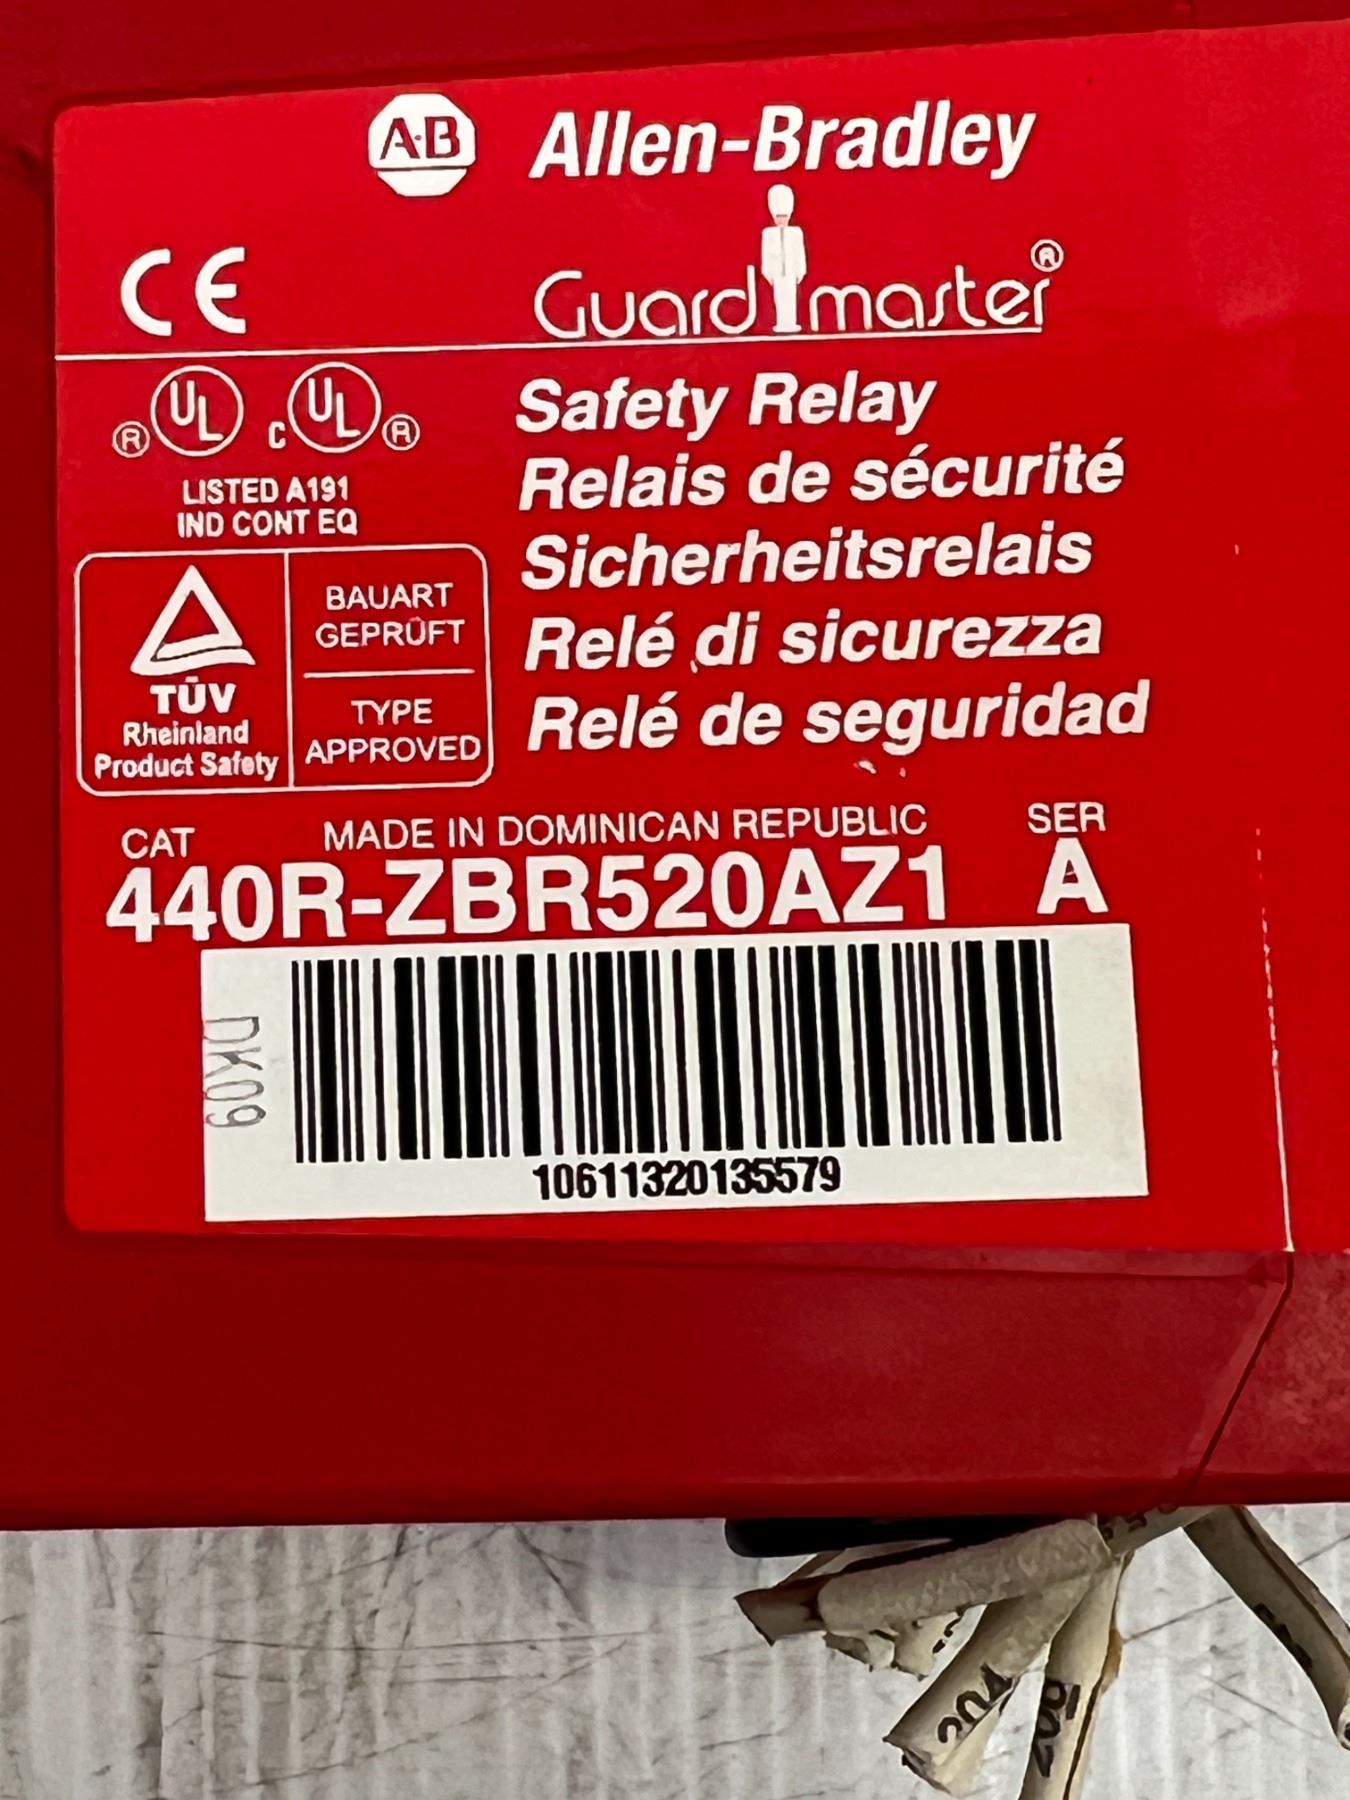 A·B Allen-Bradley
CE
Guardmaster®
® UL c UL ®
LISTED A191
IND CONT EQ
Safety Relay
Relais de sécurité
Sicherheitsrelais
Relé di sicurezza
Relé de seguridad
TÜV
Rheinland
Product Safety
BAUART
GEPRÜFT
TYPE
APPROVED
CAT MADE IN DOMINICAN REPUBLIC SER
440R-ZBR520AZ1 A
DK09
10611320135579